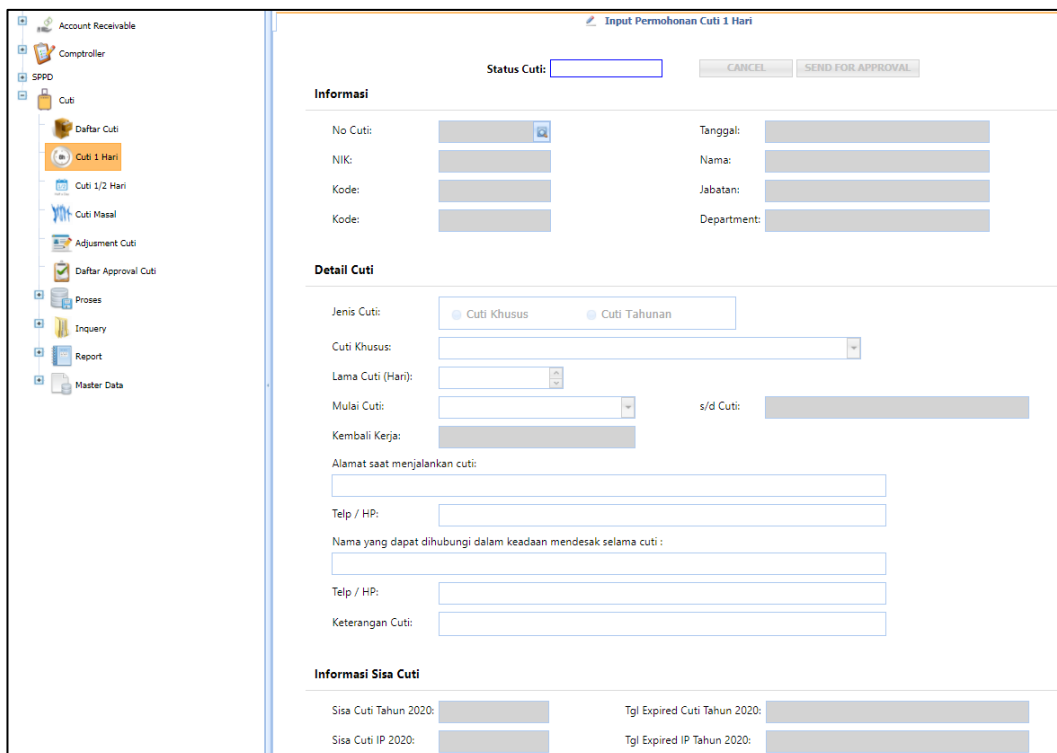 Account Receivable
Comptroller
SPPD
Cuti
Daftar Cuti
Cuti 1 Hari
Cuti 1/2 Hari
Cuti Masal
Adjusment Cuti
Daftar Approval Cuti
Proses
Inquery
Report
Master Data
Input Permohonan Cuti 1 Hari
Status Cuti: CANCEL SEND FOR APPROVAL
Informasi
No Cuti: Tanggal:
NIK: Nama:
Kode: Jabatan:
Kode: Department:
Detail Cuti
Jenis Cuti: Cuti Khusus Cuti Tahunan
Cuti Khusus:
Lama Cuti (Hari):
Mulai Cuti: s/d Cuti:
Kembali Kerja:
Alamat saat menjalankan cuti:
Telp / HP:
Nama yang dapat dihubungi dalam keadaan mendesak selama cuti :
Telp / HP:
Keterangan Cuti:
Informasi Sisa Cuti
Sisa Cuti Tahun 2020: Tgl Expired Cuti Tahun 2020:
Sisa Cuti IP 2020: Tgl Expired IP Tahun 2020: